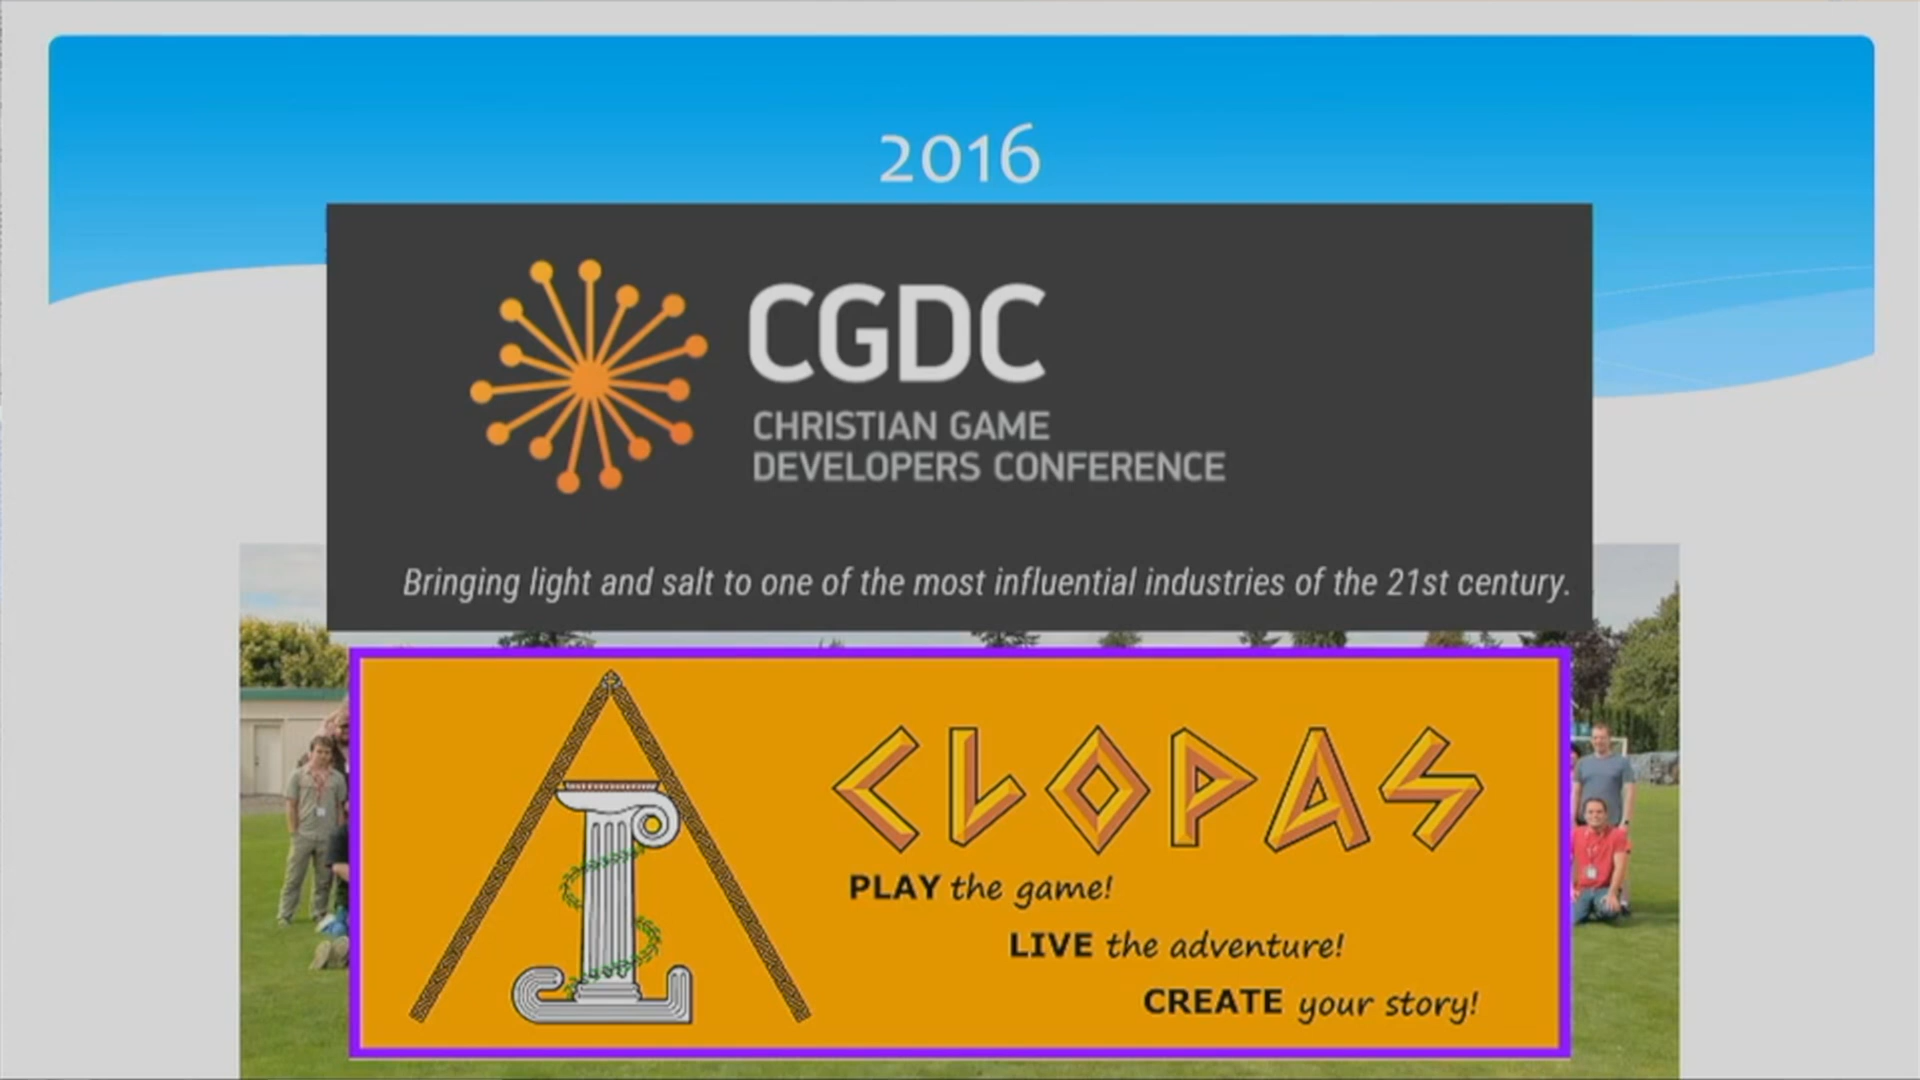 2016
CGDC
CHRISTIAN GAME
DEVELOPERS CONFERENCE
Bringing light and salt to one of the most influential industries of the 21st century.
CLOPAS
PLAY the game!
LIVE the adventure!
CREATE your story!